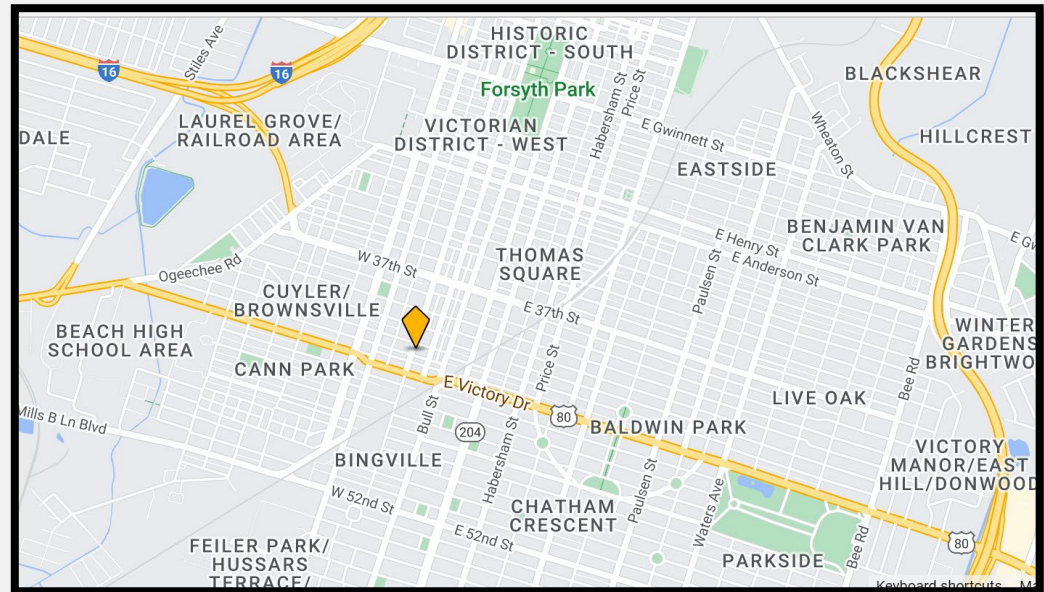 HISTORIC
DISTRICT - SOUTH
Stiles Ave
16
16
Forsyth Park
Habersham St
Price St
BLACKSHEAR
DALE
LAUREL GROVE/
RAILROAD AREA
VICTORIAN
DISTRICT - WEST
E Gwinnett St
Wheaton St
HILLCREST
EASTSIDE
BENJAMIN VAN
CLARK PARK
E Henry St
E Anderson St
E Gw
THOMAS
SQUARE
W 37th St
Ogeechee Rd
Paulsen St
CUYLER/
BROWNSVILLE
E 37th St
BEACH HIGH
SCHOOL AREA
WINTER
GARDENS
BRIGHTWO
CANN PARK
Price St
Bee Rd
E Victory Dr
80
LIVE OAK
Mills B Ln Blvd
Bull St
204
BALDWIN PARK
BINGVILLE
Habersham St
Paulsen St
VICTORY
MANOR/EAST
HILL/DONWOOD
W 52nd St
CHATHAM
CRESCENT
Waters Ave
E 52nd St
Bee Rd
80
FEILER PARK/
HUSSARS
TERRACE/
PARKSIDE
Keyboard shortcuts
Ma